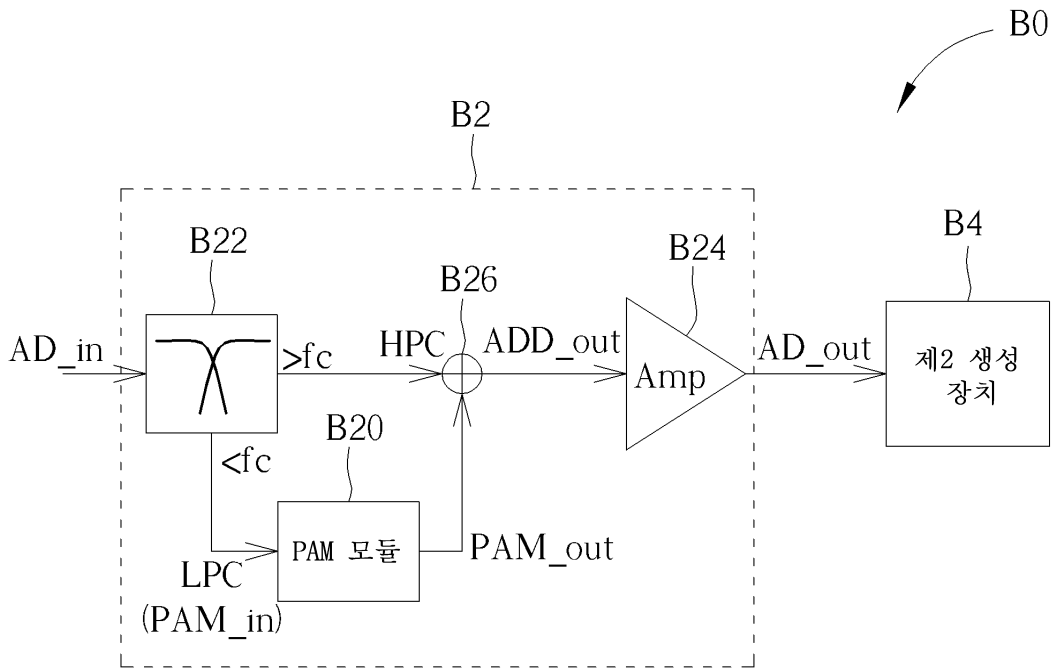 B0
B2
B22
B26
B24
B4
AD_in
>fc
HPC
ADD_out
Amp
AD_out
제2 생성
장치
<fc
B20
PAM 모듈
PAM_out
LPC
(PAM_in)